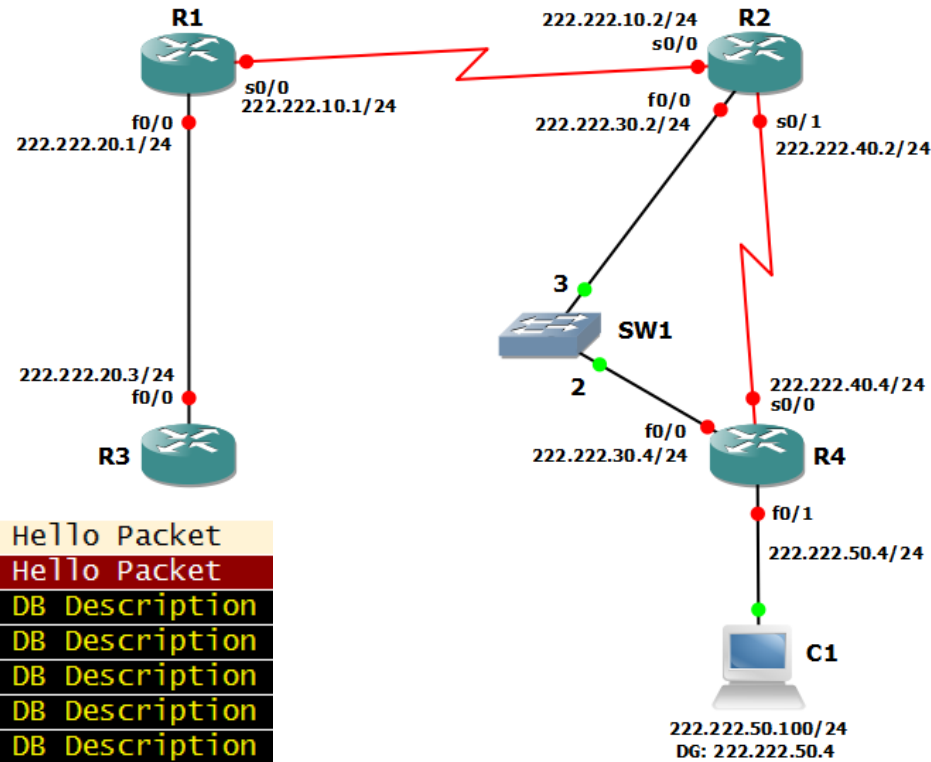 R1
222.222.10.2/24
R2
s0/0
s0/0
222.222.10.1/24
f0/0
222.222.20.1/24
f0/0
222.222.30.2/24
s0/1
222.222.40.2/24
3
SW1
2
222.222.20.3/24
f0/0
R3
222.222.40.4/24
s0/0
f0/0
222.222.30.4/24
R4
f0/1
222.222.50.4/24
Hello Packet
Hello Packet
DB Description
DB Description
DB Description
DB Description
DB Description
C1
222.222.50.100/24
DG: 222.222.50.4